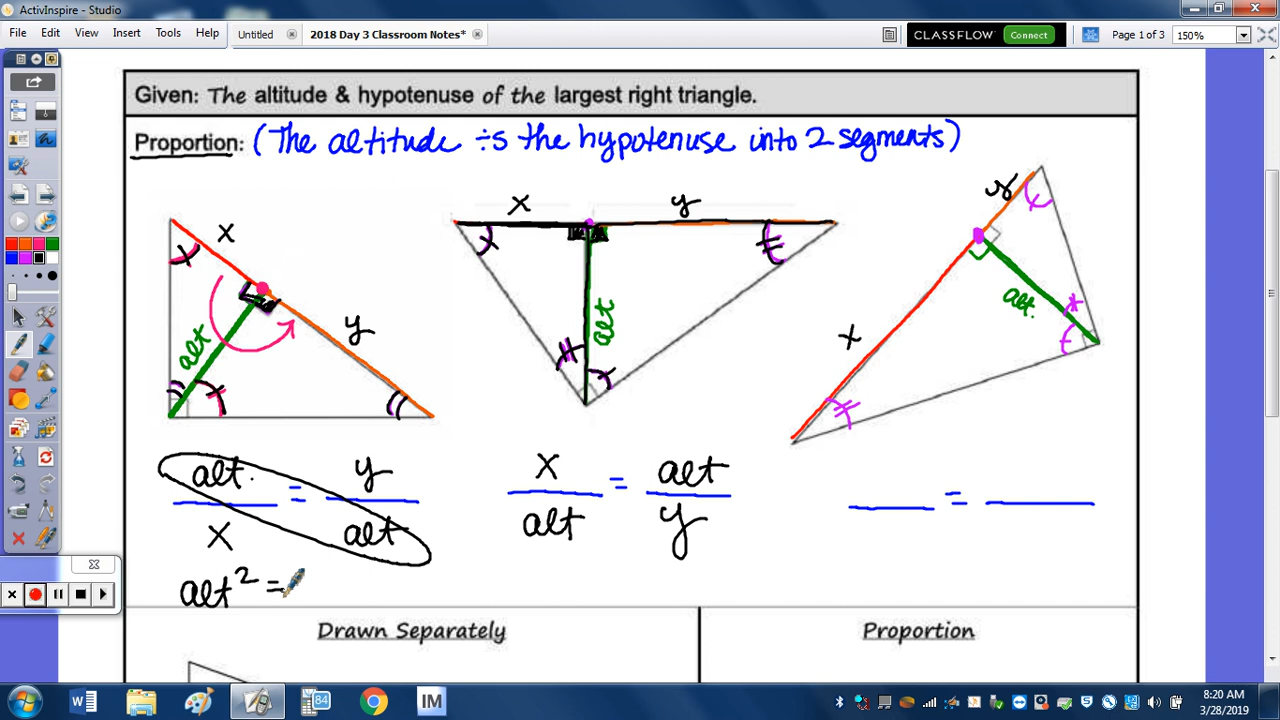 ActivInspire - Studio
File Edit View Insert Tools Help
Untitled
2018 Day 3 Classroom Notes*
CLASSFLOW Connect
Page 1 of 3
150%
Given: The altitude & hypotenuse of the largest right triangle.
Proportion: (The altitude ÷s the hypotenuse into 2 segments)
x
y
alt
x
y
alt
x
alt.
alt. = y
x alt
x = alt
alt y
=
alt² =
Drawn Separately
Proportion
84
IM
8:20 AM
3/28/2019